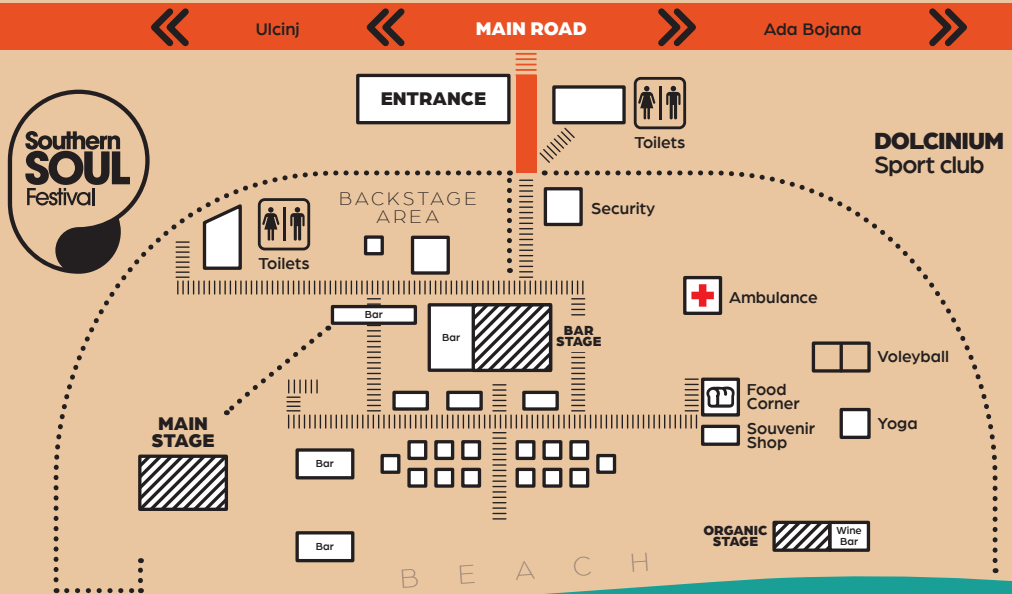 Ulcinj
MAIN ROAD
Ada Bojana
ENTRANCE
Toilets
Southern
SOUL
Festival
DOLCINIUM
Sport club
BACKSTAGE
AREA
Security
Toilets
Ambulance
Bar
Bar
BAR
STAGE
Voleyball
Food
Corner
Souvenir
Shop
Yoga
MAIN
STAGE
Bar
Bar
ORGANIC
STAGE
Wine
Bar
BEACH